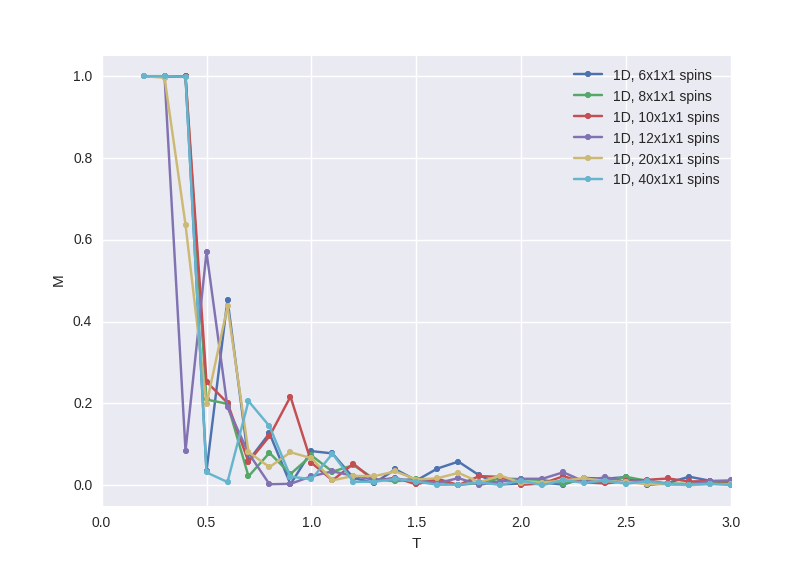 1D, 6x1x1 spins
1D, 8x1x1 spins
1D, 10x1x1 spins
1D, 12x1x1 spins
1D, 20x1x1 spins
1D, 40x1x1 spins
1.0
0.8
0.6
0.4
0.2
0.0
M
0.0 0.5 1.0 1.5 2.0 2.5 3.0
T